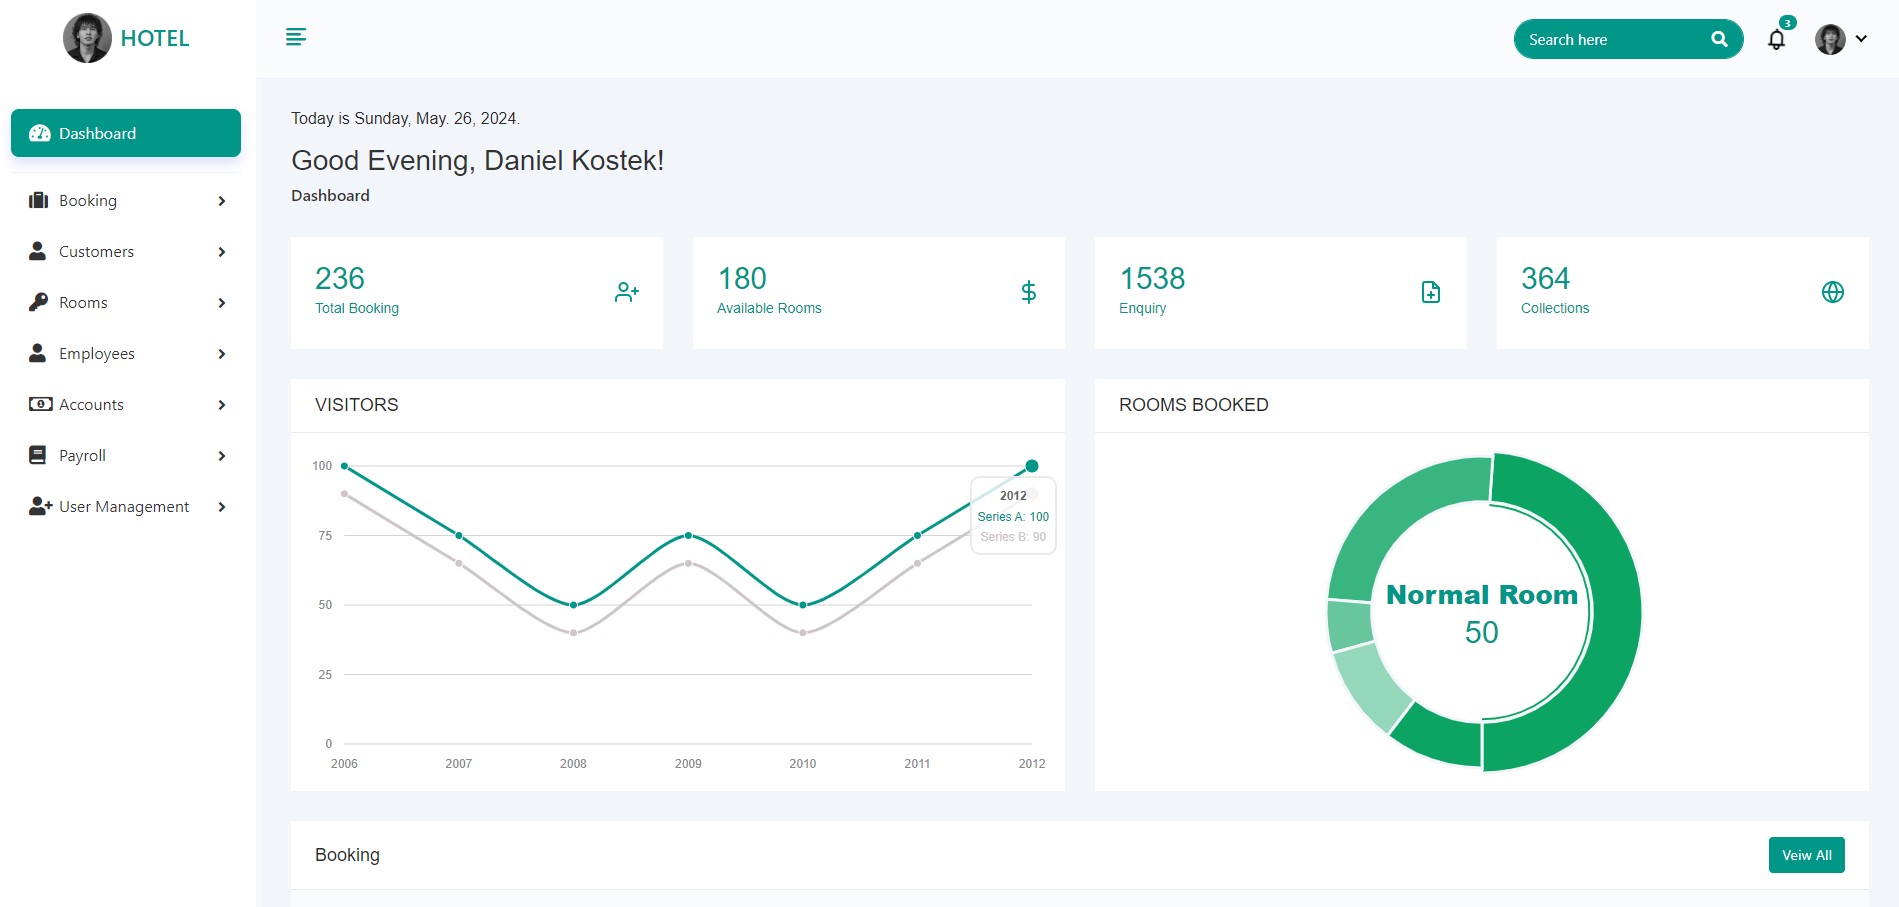 HOTEL
Search here
3
Dashboard
Booking
Customers
Rooms
Employees
Accounts
Payroll
User Management
Today is Sunday, May. 26, 2024.
Good Evening, Daniel Kostek!
Dashboard
236
Total Booking
180
Available Rooms
1538
Enquiry
364
Collections
VISITORS
100
75
50
25
0
2006 2007 2008 2009 2010 2011 2012
2012
Series A: 100
Series B: 90
ROOMS BOOKED
Normal Room
50
Booking
Veiw All